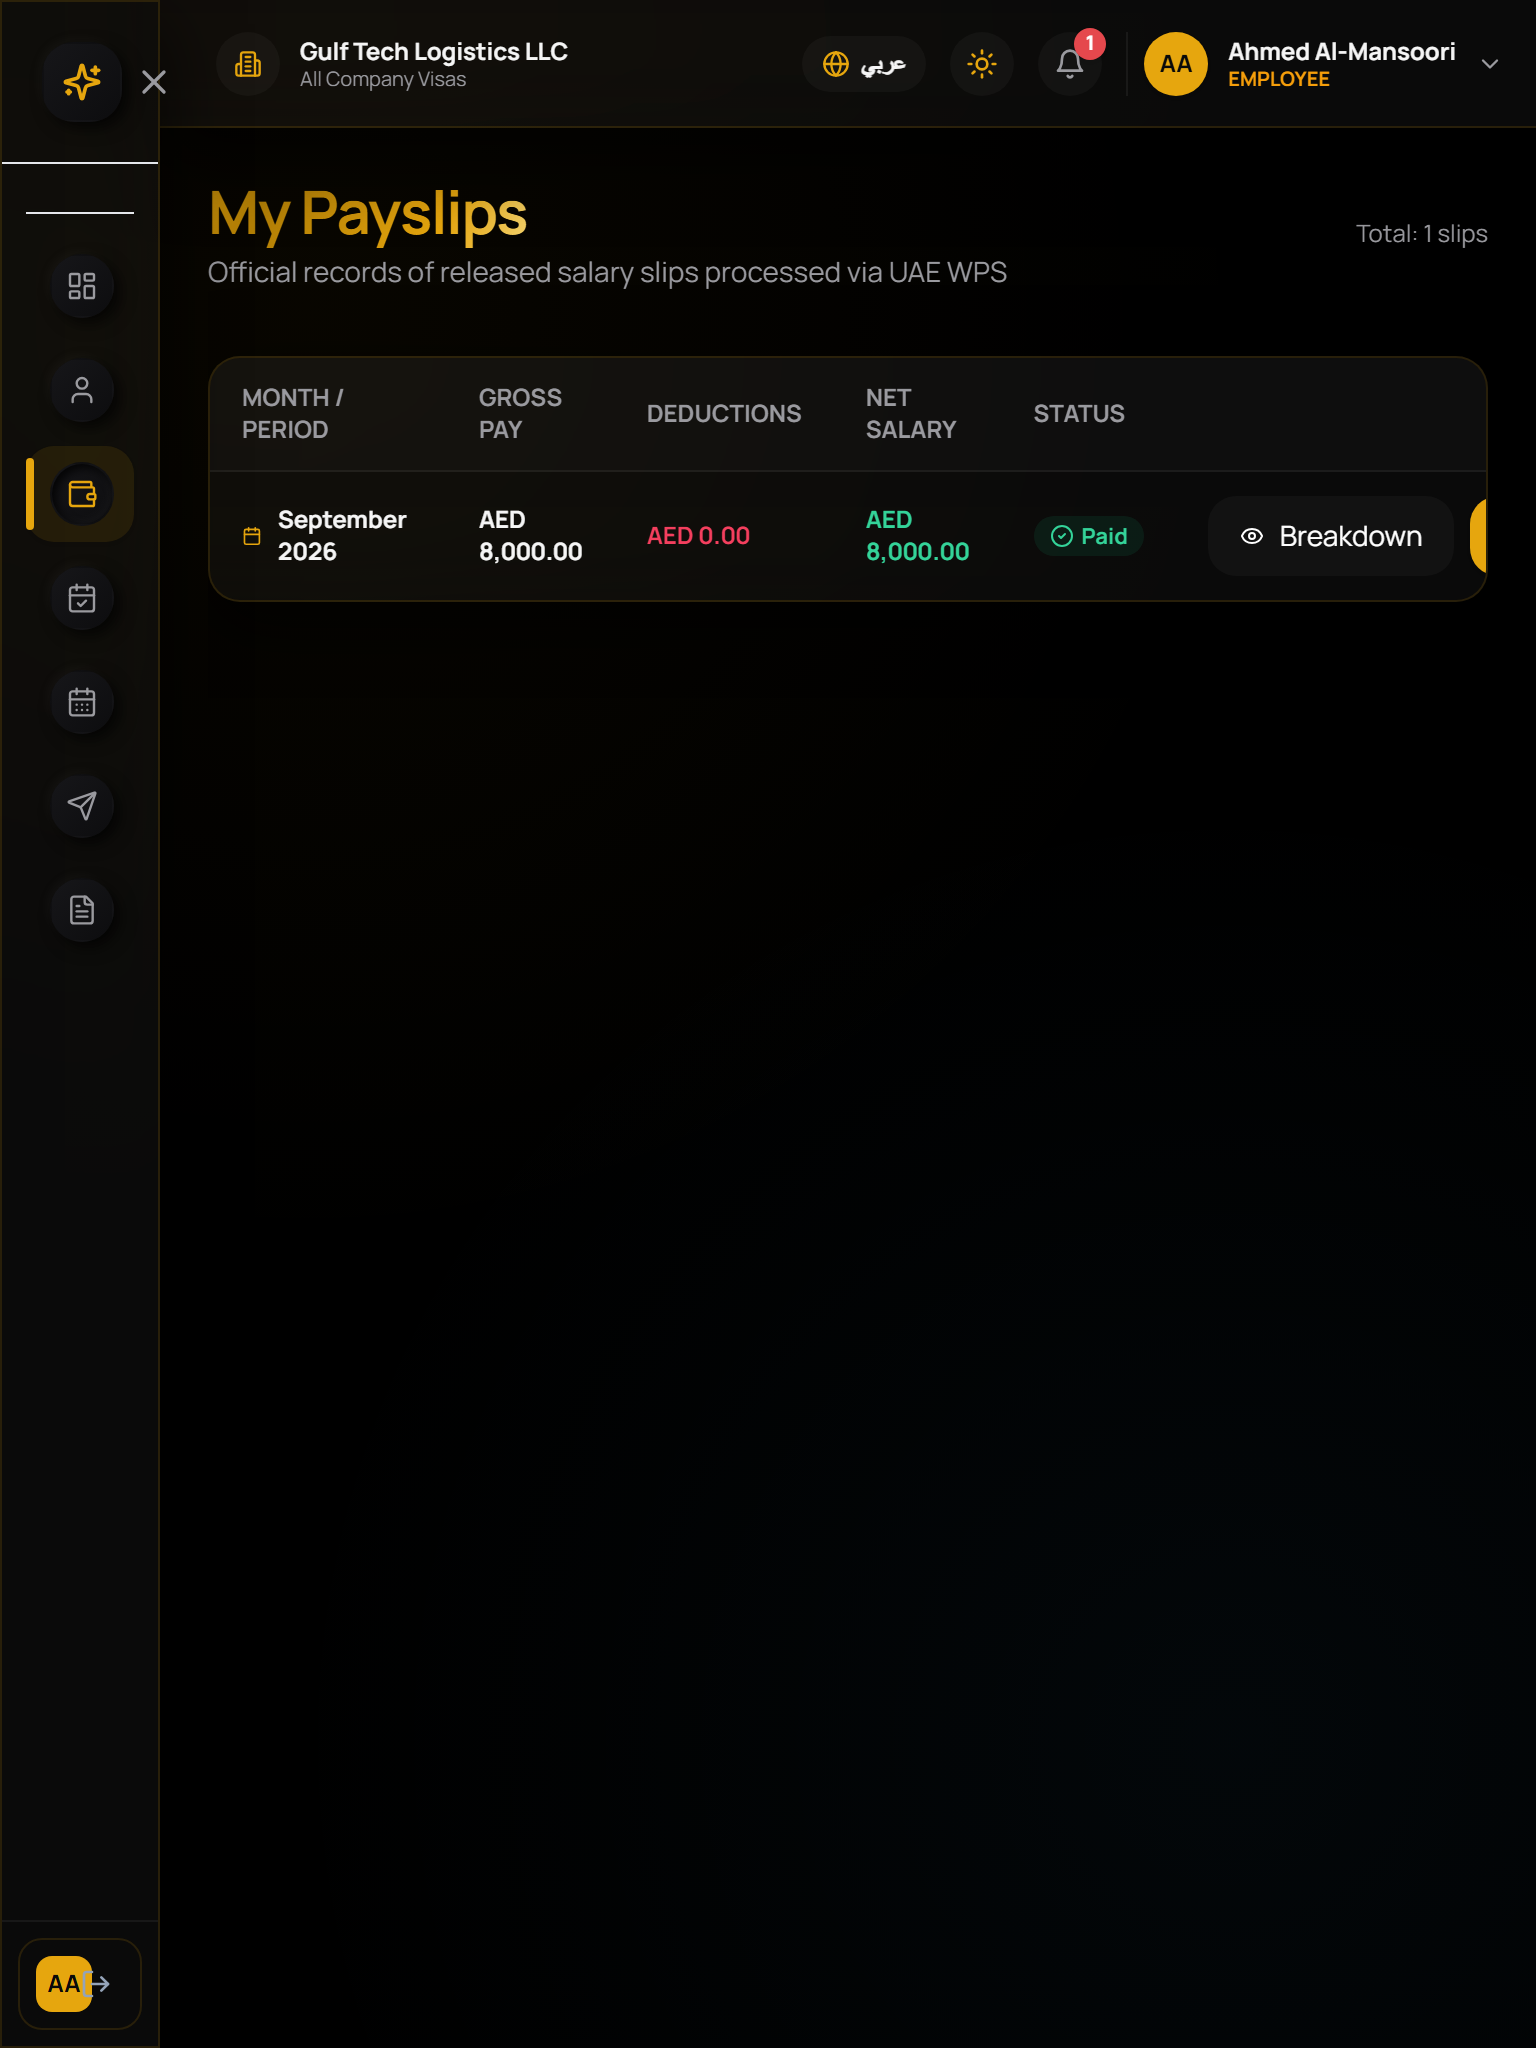 Gulf Tech Logistics LLC
All Company Visas
عربي
1
AA
Ahmed Al-Mansoori
EMPLOYEE
My Payslips
Official records of released salary slips processed via UAE WPS
Total: 1 slips
MONTH / PERIOD
GROSS PAY
DEDUCTIONS
NET SALARY
STATUS
September 2026
AED 8,000.00
AED 0.00
AED 8,000.00
Paid
Breakdown
AA